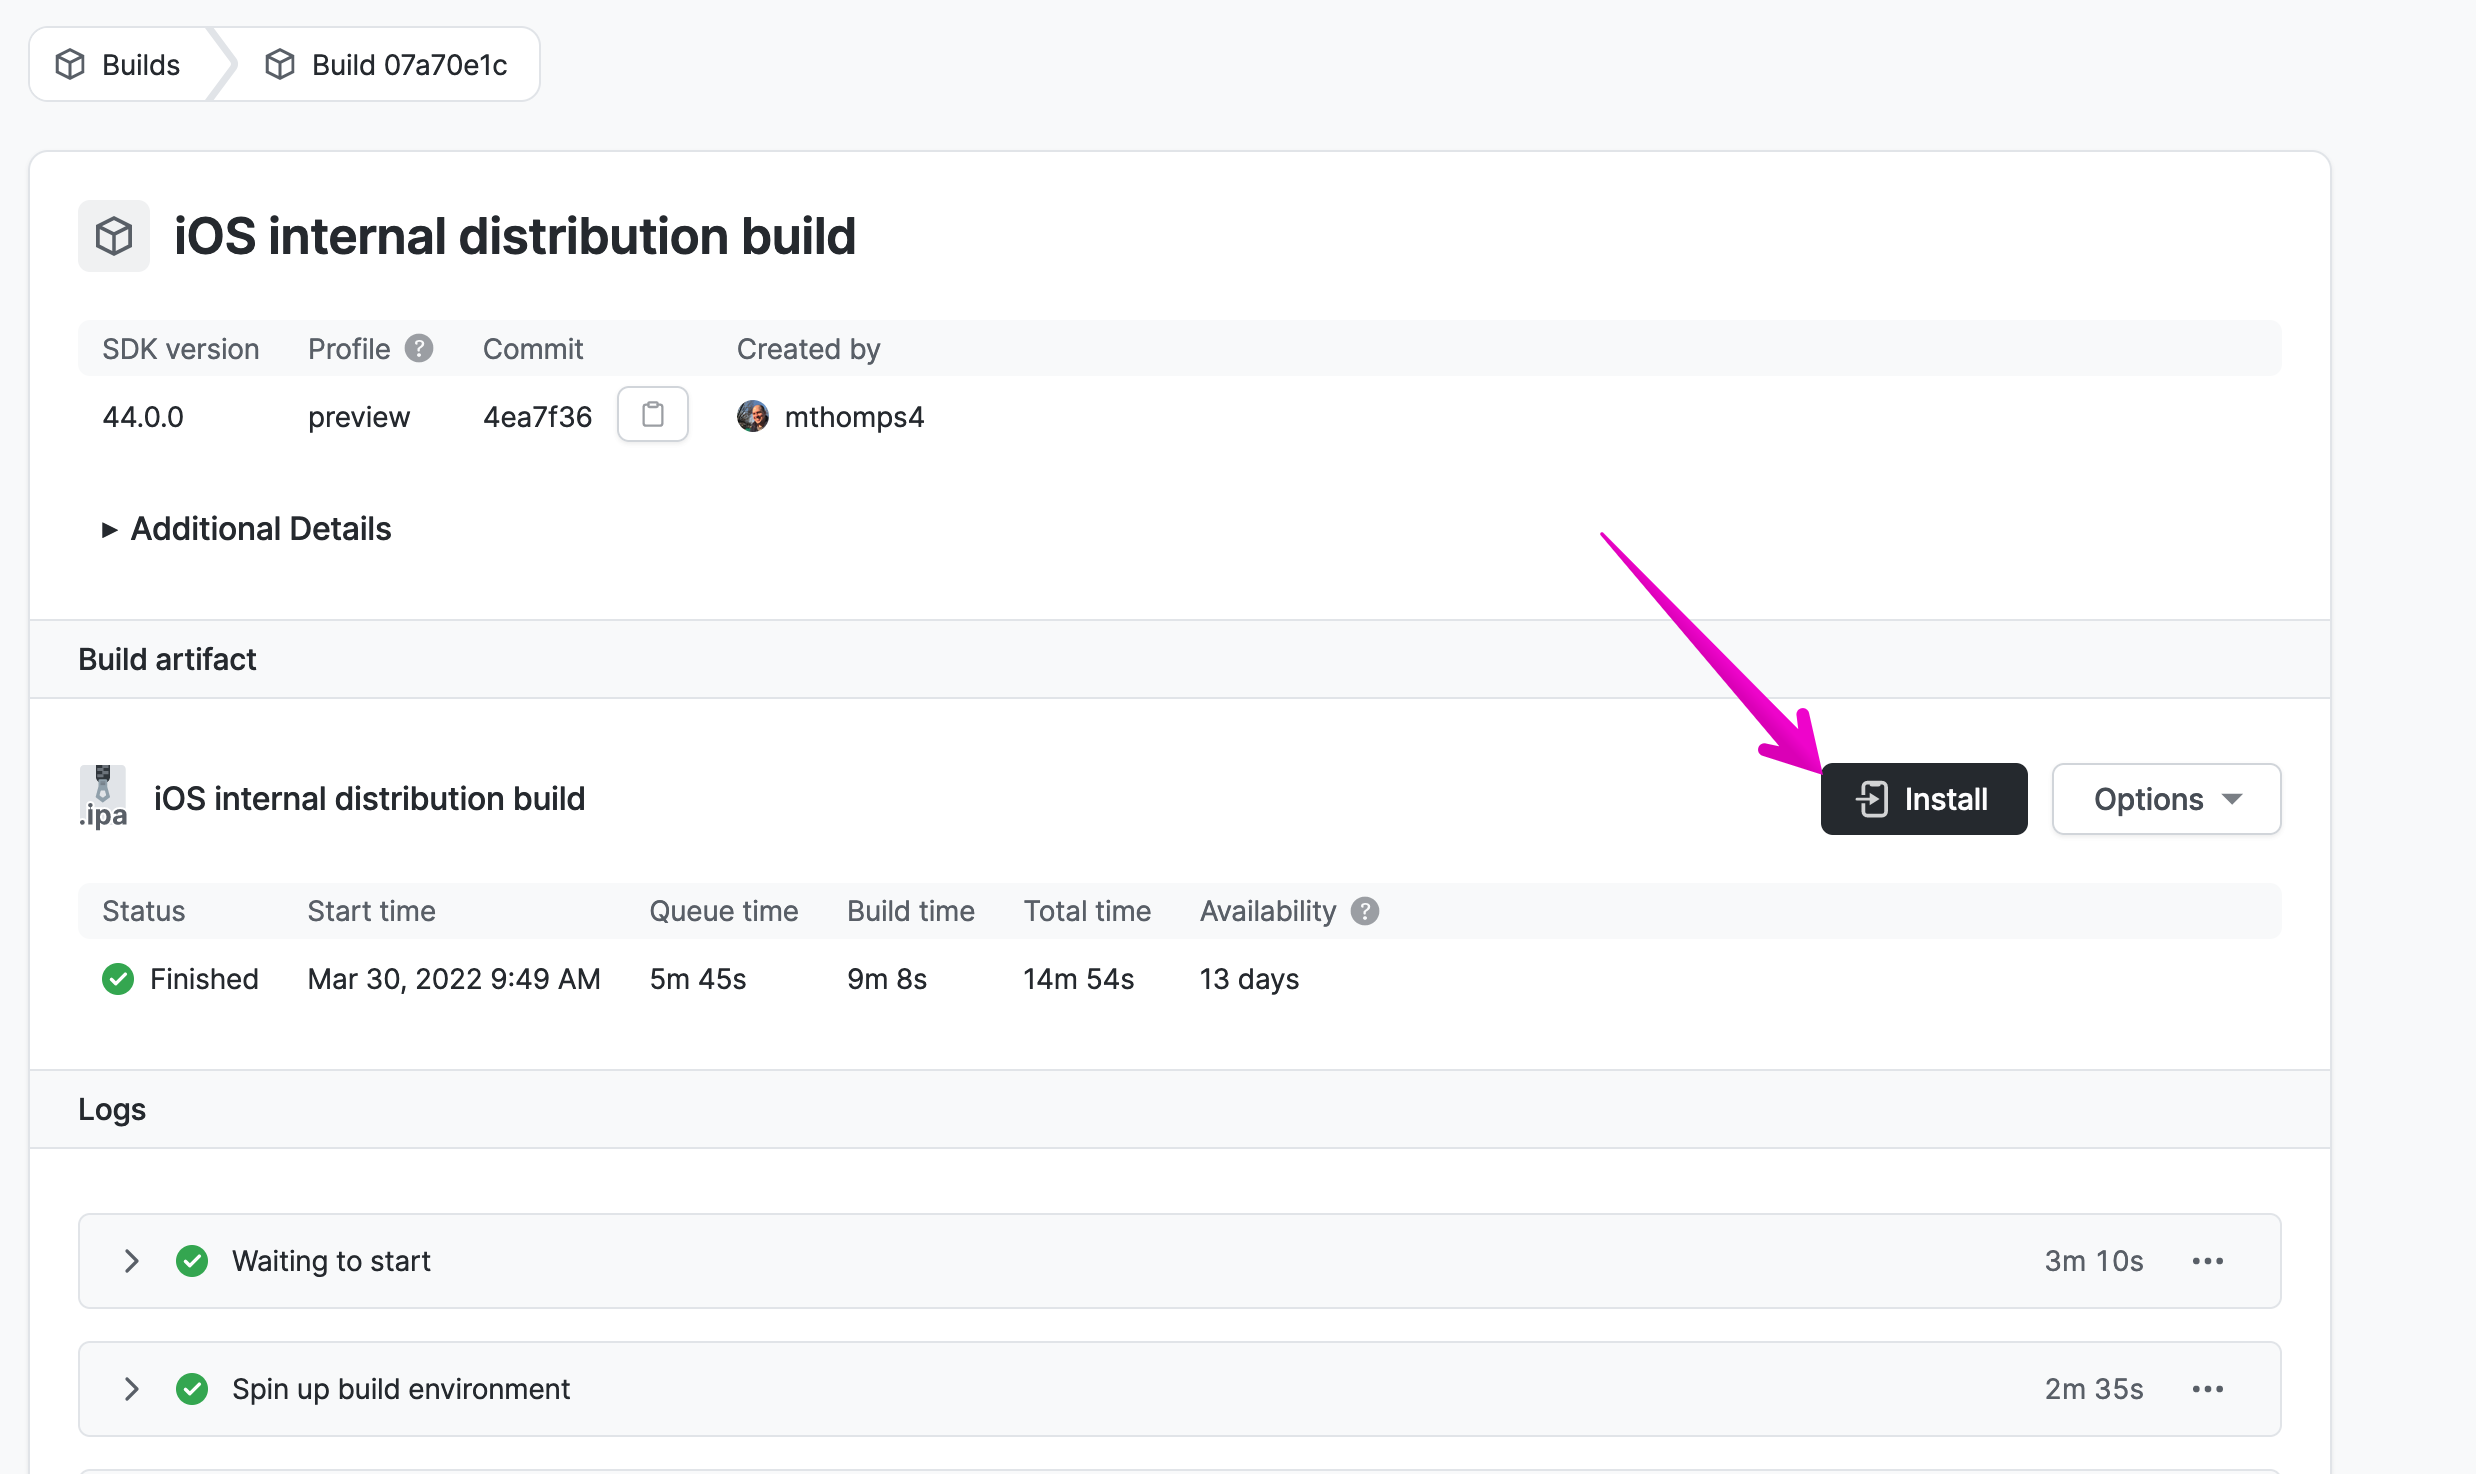 Builds
Build 07a70e1c
iOS internal distribution build
SDK version Profile ? Commit Created by
44.0.0 preview 4ea7f36 mthomps4
Additional Details
Build artifact
.ipa iOS internal distribution build Install Options
Status Start time Queue time Build time Total time Availability ?
Finished Mar 30, 2022 9:49 AM 5m 45s 9m 8s 14m 54s 13 days
Logs
Waiting to start 3m 10s
Spin up build environment 2m 35s